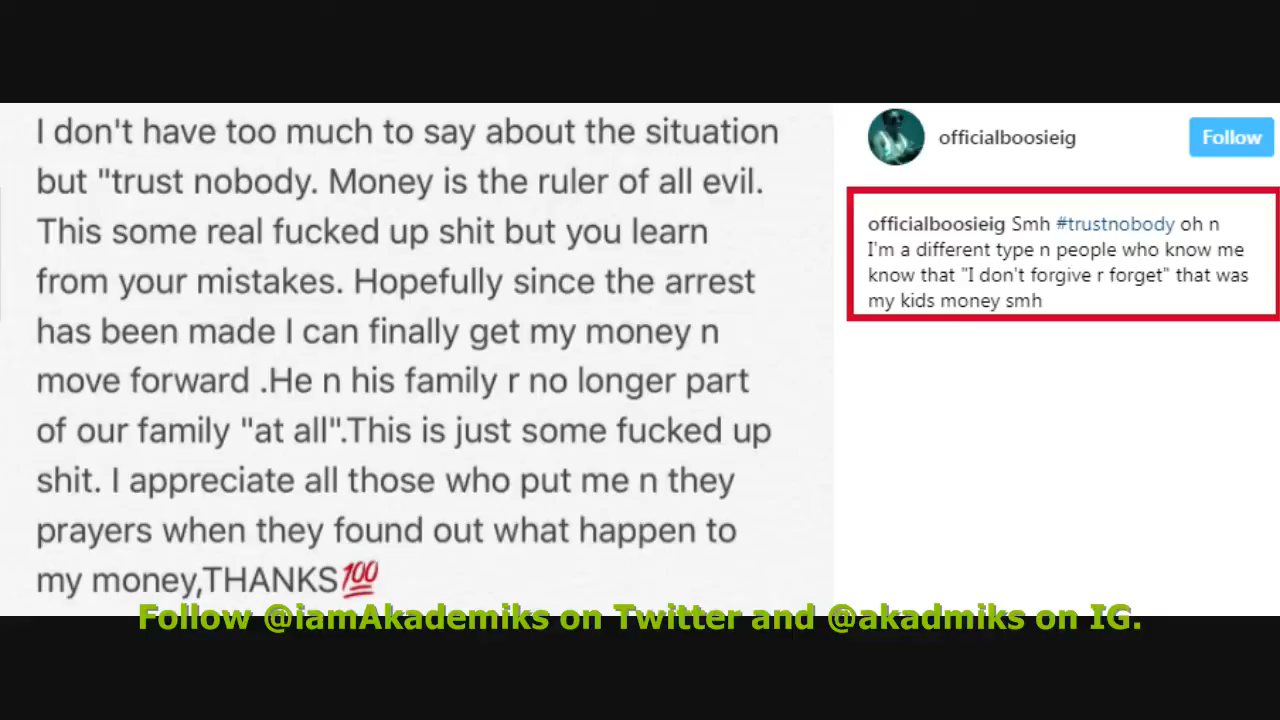 I don't have too much to say about the situation
but "trust nobody. Money is the ruler of all evil.
This some real fucked up shit but you learn
from your mistakes. Hopefully since the arrest
has been made I can finally get my money n
move forward .He n his family r no longer part
of our family "at all".This is just some fucked up
shit. I appreciate all those who put me n they
prayers when they found out what happen to
my money,THANKS💯
officialboosieig
Follow
officialboosieig Smh #trustnobody oh n
I'm a different type n people who know me
know that "I don't forgive r forget" that was
my kids money smh
Follow @iamAkademiks on Twitter and @akadmiks on IG.